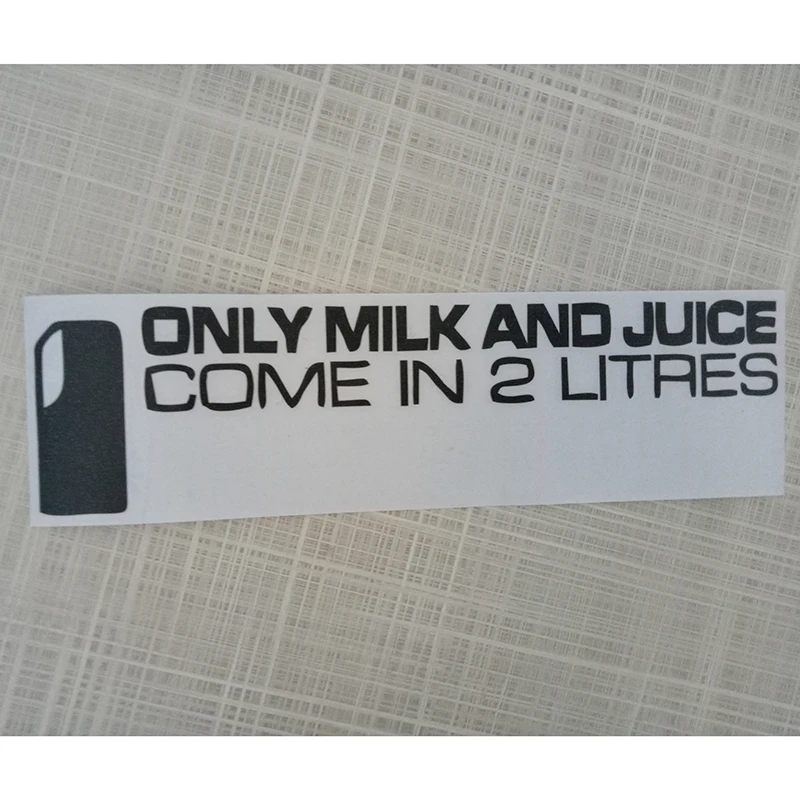 ONLY MILK AND JUICE
COME IN 2 LITRES